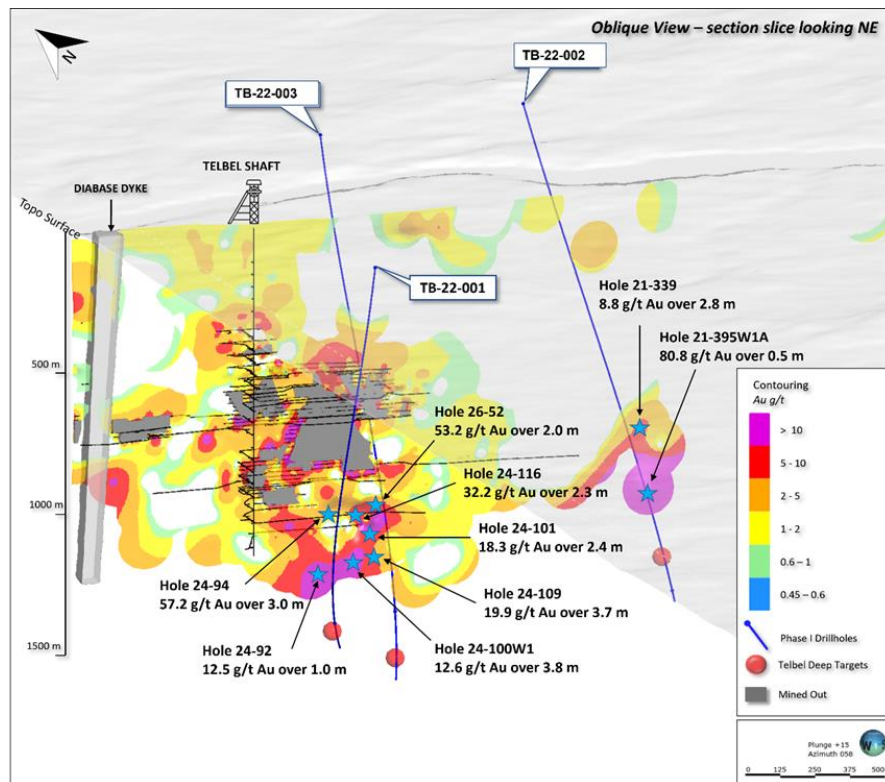 Oblique View – section slice looking NE
N
TB-22-002
TB-22-003
TELBEL SHAFT
DIABASE DYKE
Topo Surface
TB-22-001
Hole 21-339
8.8 g/t Au over 2.8 m
Hole 21-395W1A
80.8 g/t Au over 0.5 m
500 m
Hole 26-52
53.2 g/t Au over 2.0 m
Hole 24-116
32.2 g/t Au over 2.3 m
1000 m
Hole 24-101
18.3 g/t Au over 2.4 m
Hole 24-94
57.2 g/t Au over 3.0 m
Hole 24-109
19.9 g/t Au over 3.7 m
Hole 24-92
12.5 g/t Au over 1.0 m
Hole 24-100W1
12.6 g/t Au over 3.8 m
1500 m
Contouring
Au g/t
> 10
5 - 10
2 - 5
1 - 2
0.6 – 1
0.45 – 0.6
Phase I Drillholes
Telbel Deep Targets
Mined Out
Plunge +15
Azimuth 058
W S
0 125 250 375 500